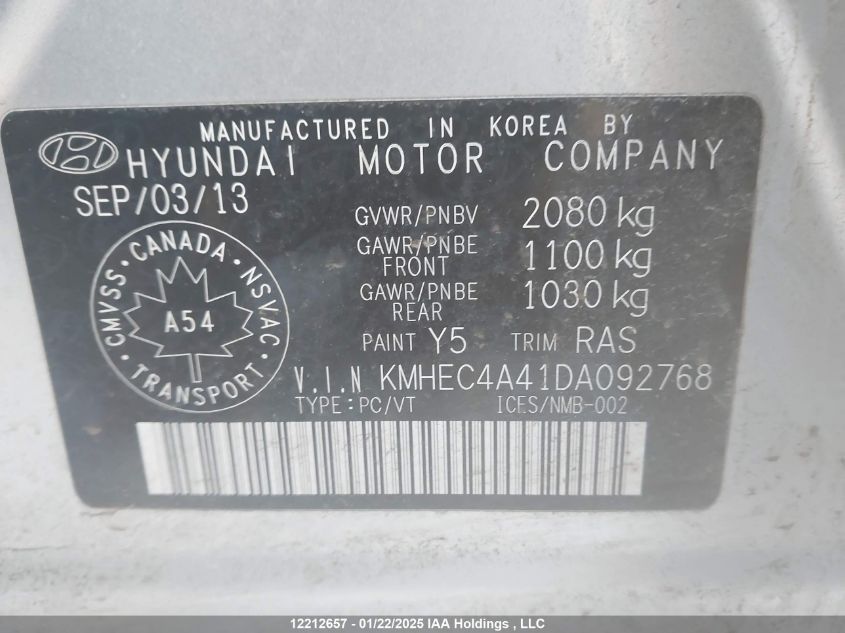 MANUFACTURED IN KOREA BY
HYUNDAI MOTOR COMPANY
SEP/03/13
GVWR/PNBV 2080 kg
GAWR/PNBE FRONT 1100 kg
GAWR/PNBE REAR 1030 kg
PAINT Y5 TRIM RAS
CANADA
CMVSS NSVAC
A54
TRANSPORT
V.I.N KMHEC4A41DA092768
TYPE:PC/VT ICES/NMB-002
12212657 - 01/22/2025 IAA Holdings , LLC